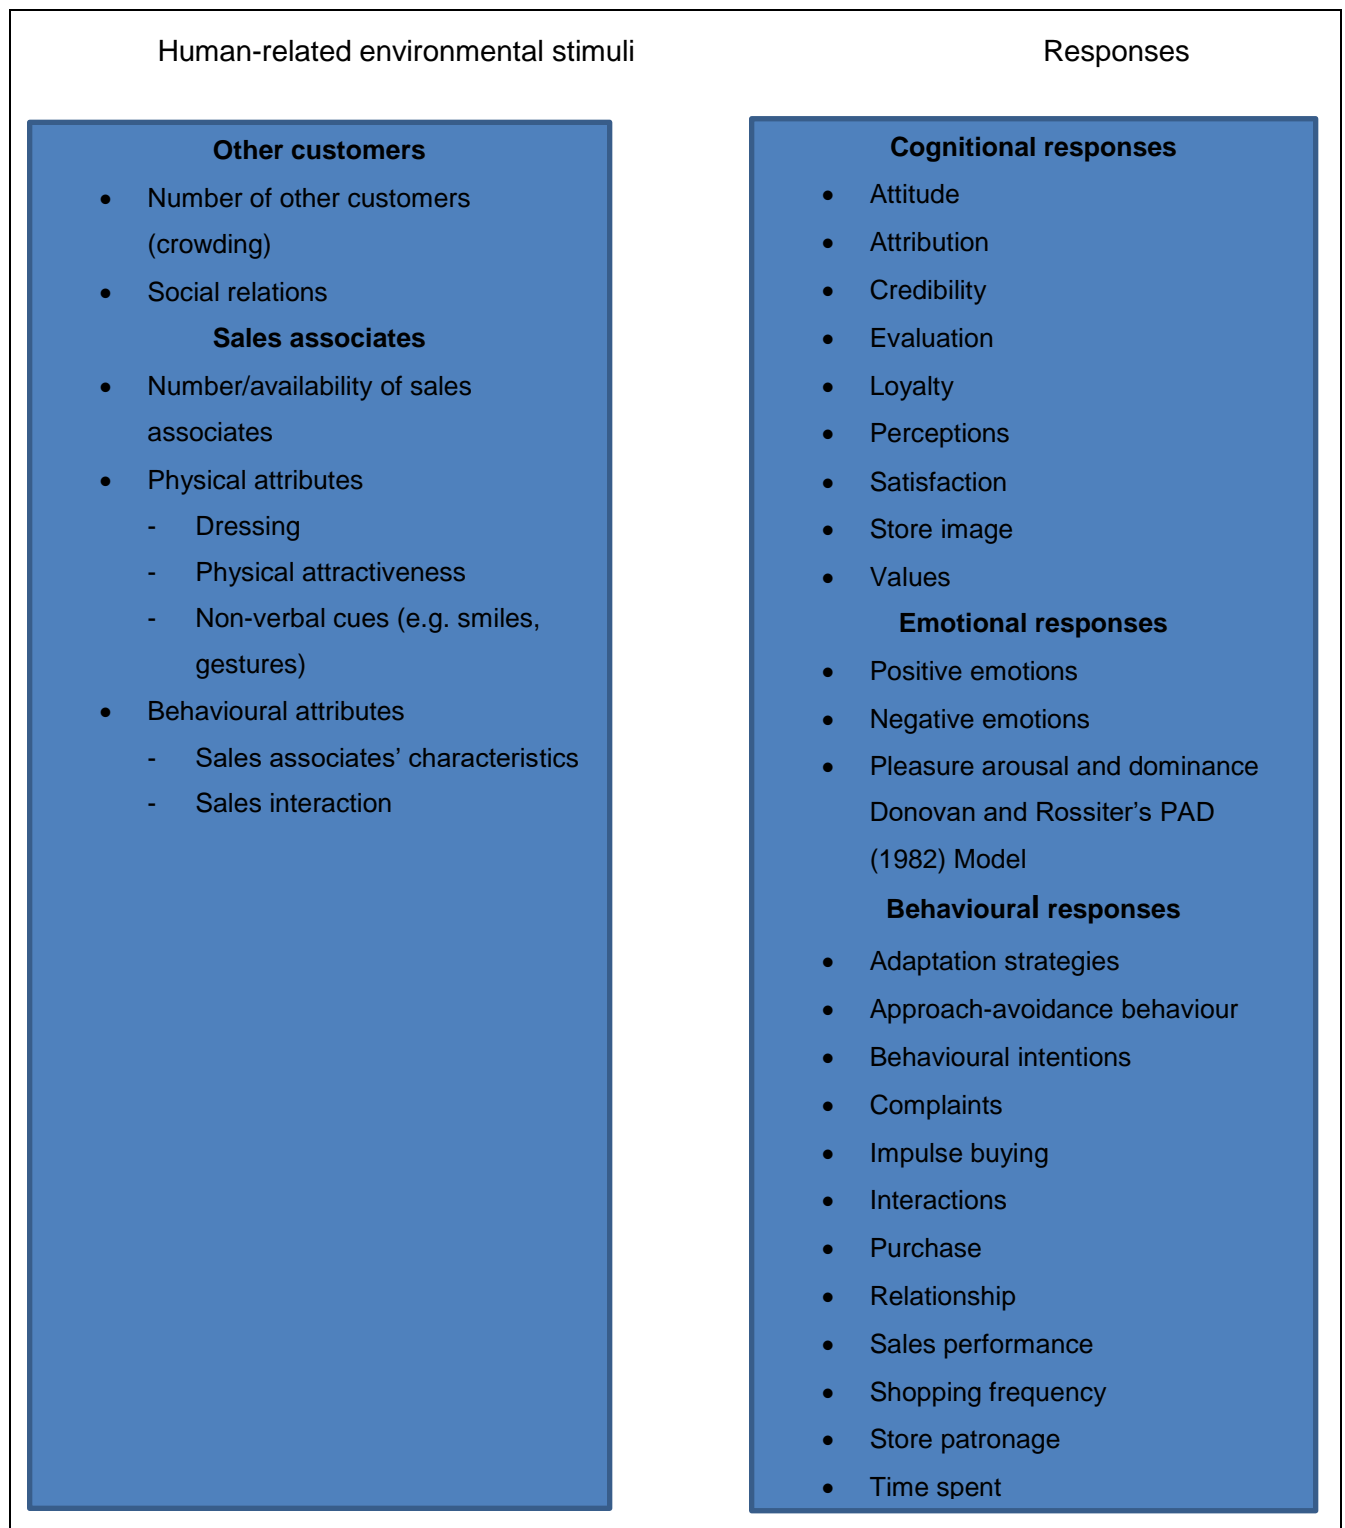 Human-related environmental stimuli
Responses
Other customers
• Number of other customers
(crowding)
• Social relations
Sales associates
• Number/availability of sales
associates
• Physical attributes
- Dressing
- Physical attractiveness
- Non-verbal cues (e.g. smiles,
gestures)
• Behavioural attributes
- Sales associates’ characteristics
- Sales interaction
Cognitional responses
• Attitude
• Attribution
• Credibility
• Evaluation
• Loyalty
• Perceptions
• Satisfaction
• Store image
• Values
Emotional responses
• Positive emotions
• Negative emotions
• Pleasure arousal and dominance
Donovan and Rossiter’s PAD
(1982) Model
Behavioural responses
• Adaptation strategies
• Approach-avoidance behaviour
• Behavioural intentions
• Complaints
• Impulse buying
• Interactions
• Purchase
• Relationship
• Sales performance
• Shopping frequency
• Store patronage
• Time spent